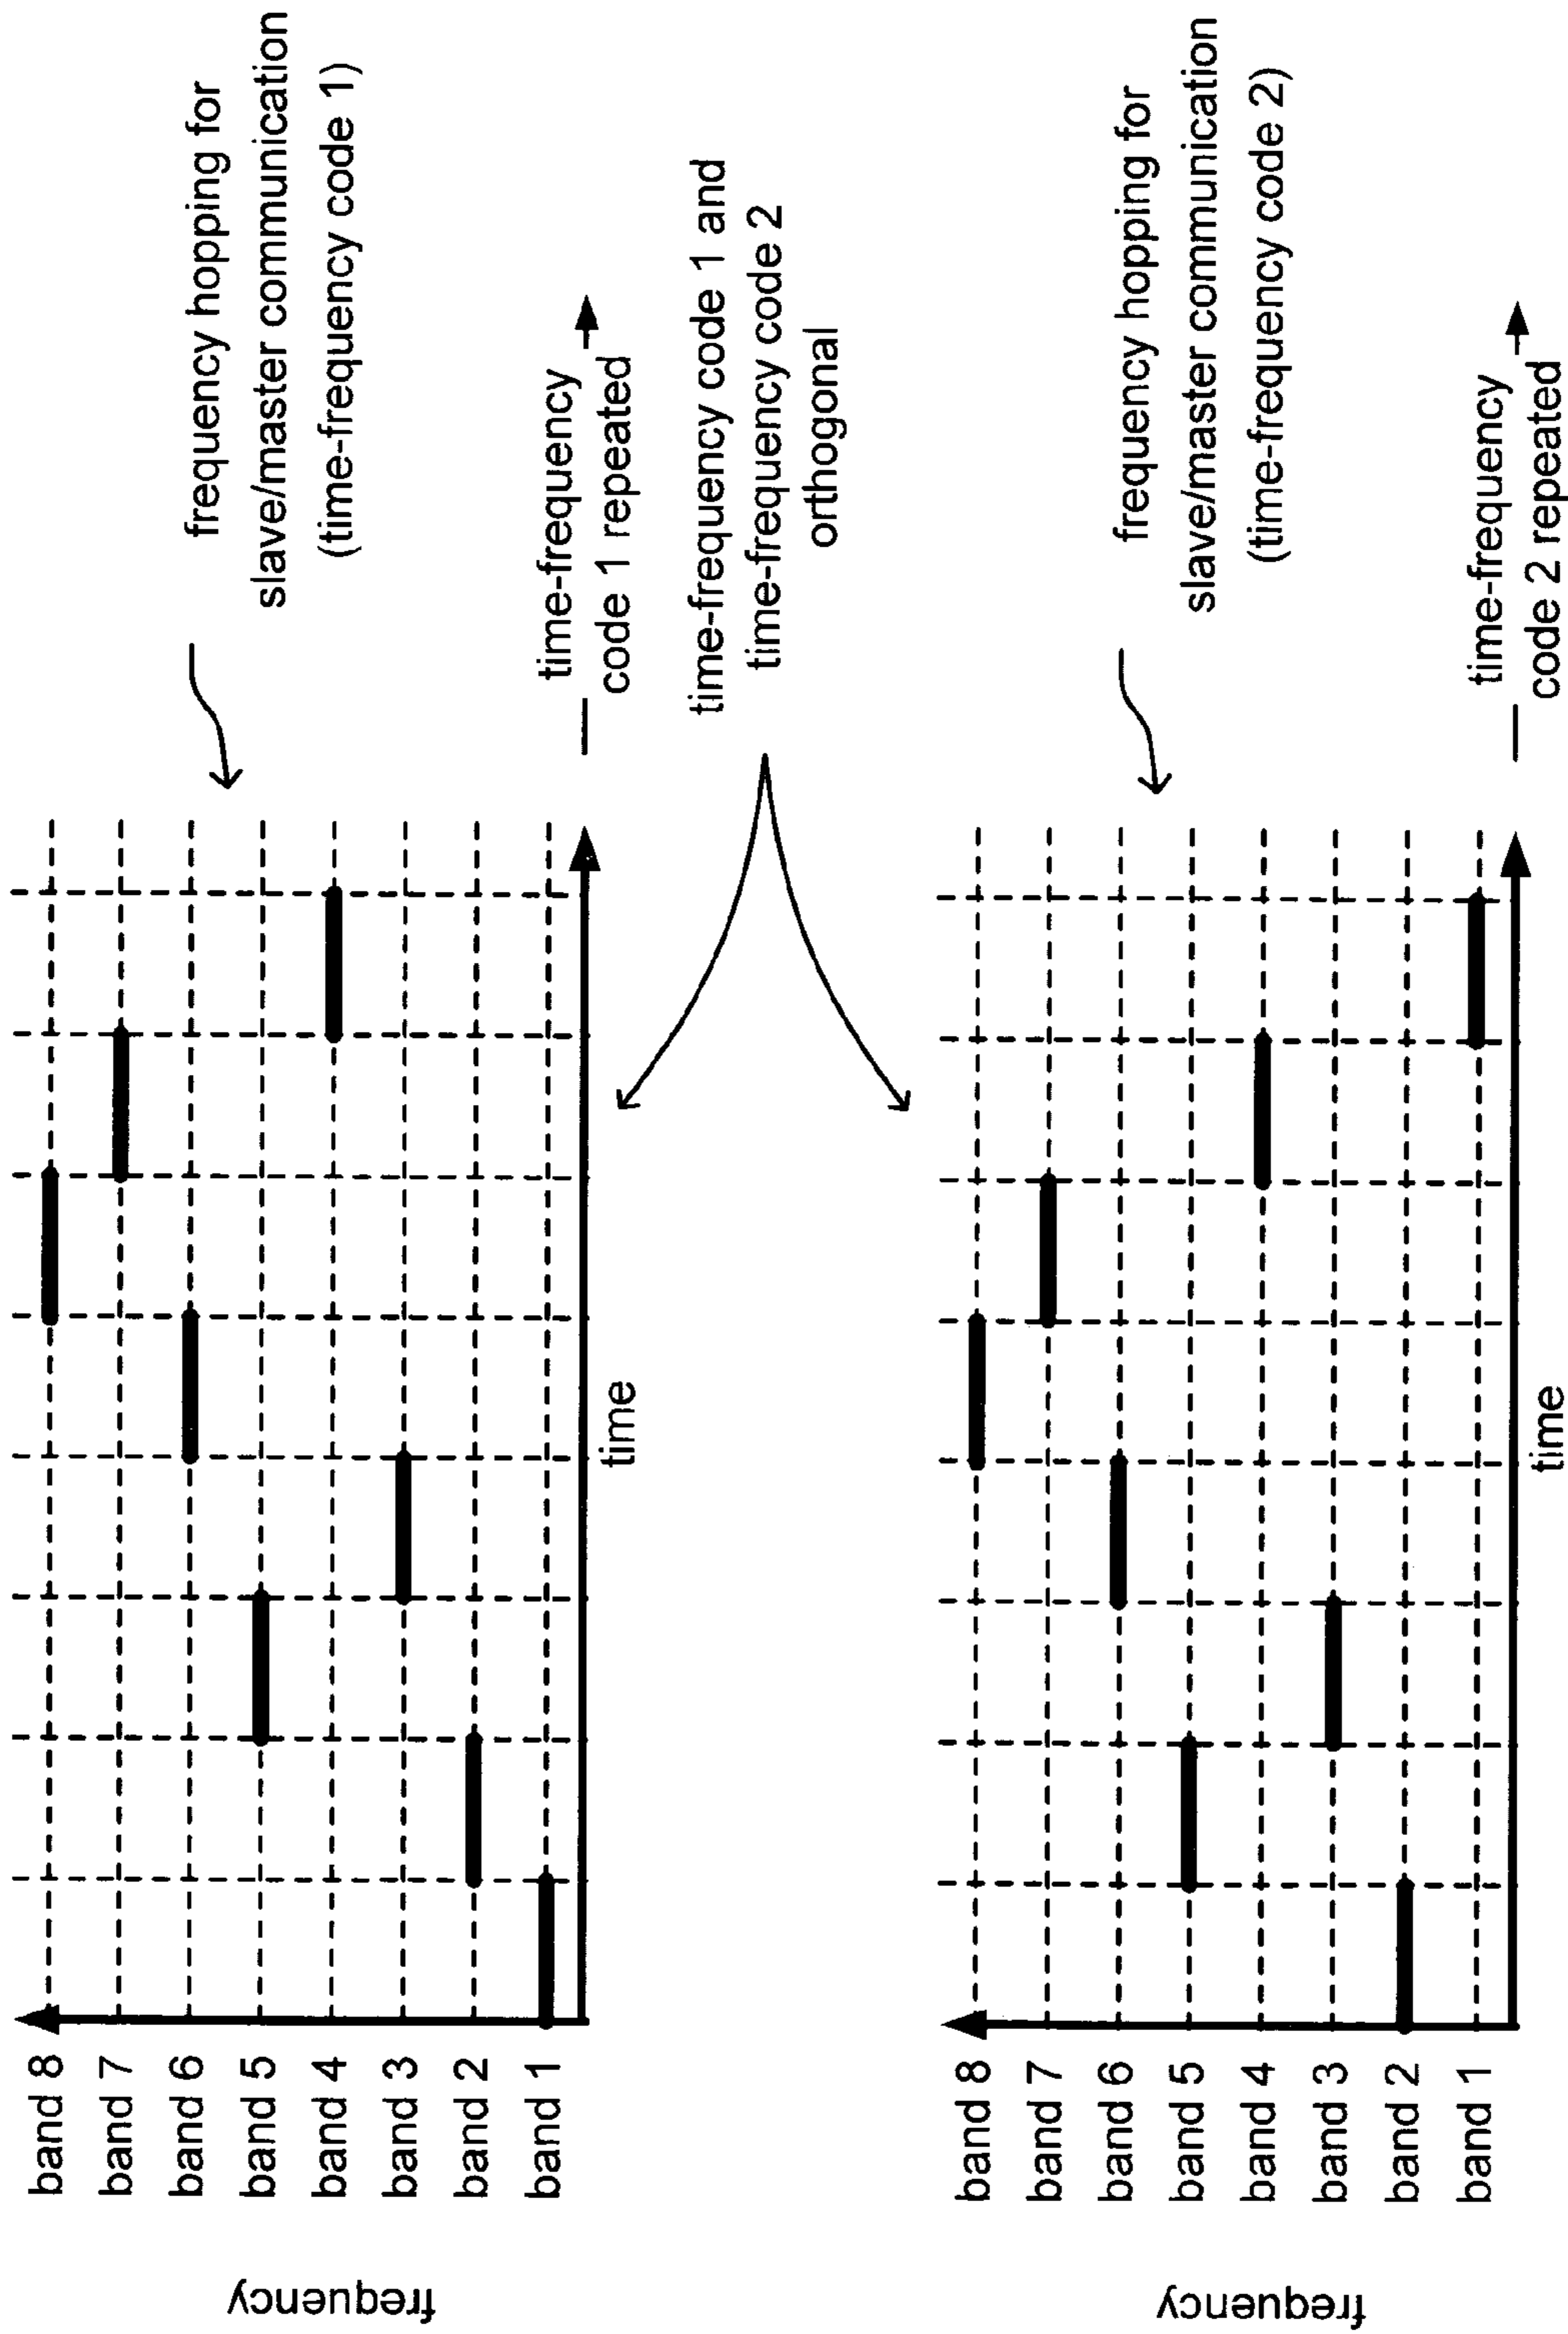 frequency
band 8
band 7
band 6
band 5
band 4
band 3
band 2
band 1
time
frequency hopping for
slave/master communication
(time-frequency code 1)
time-frequency
code 1 repeated
time-frequency code 1 and
time-frequency code 2
orthogonal
frequency
band 8
band 7
band 6
band 5
band 4
band 3
band 2
band 1
time
frequency hopping for
slave/master communication
(time-frequency code 2)
time-frequency
code 2 repeated